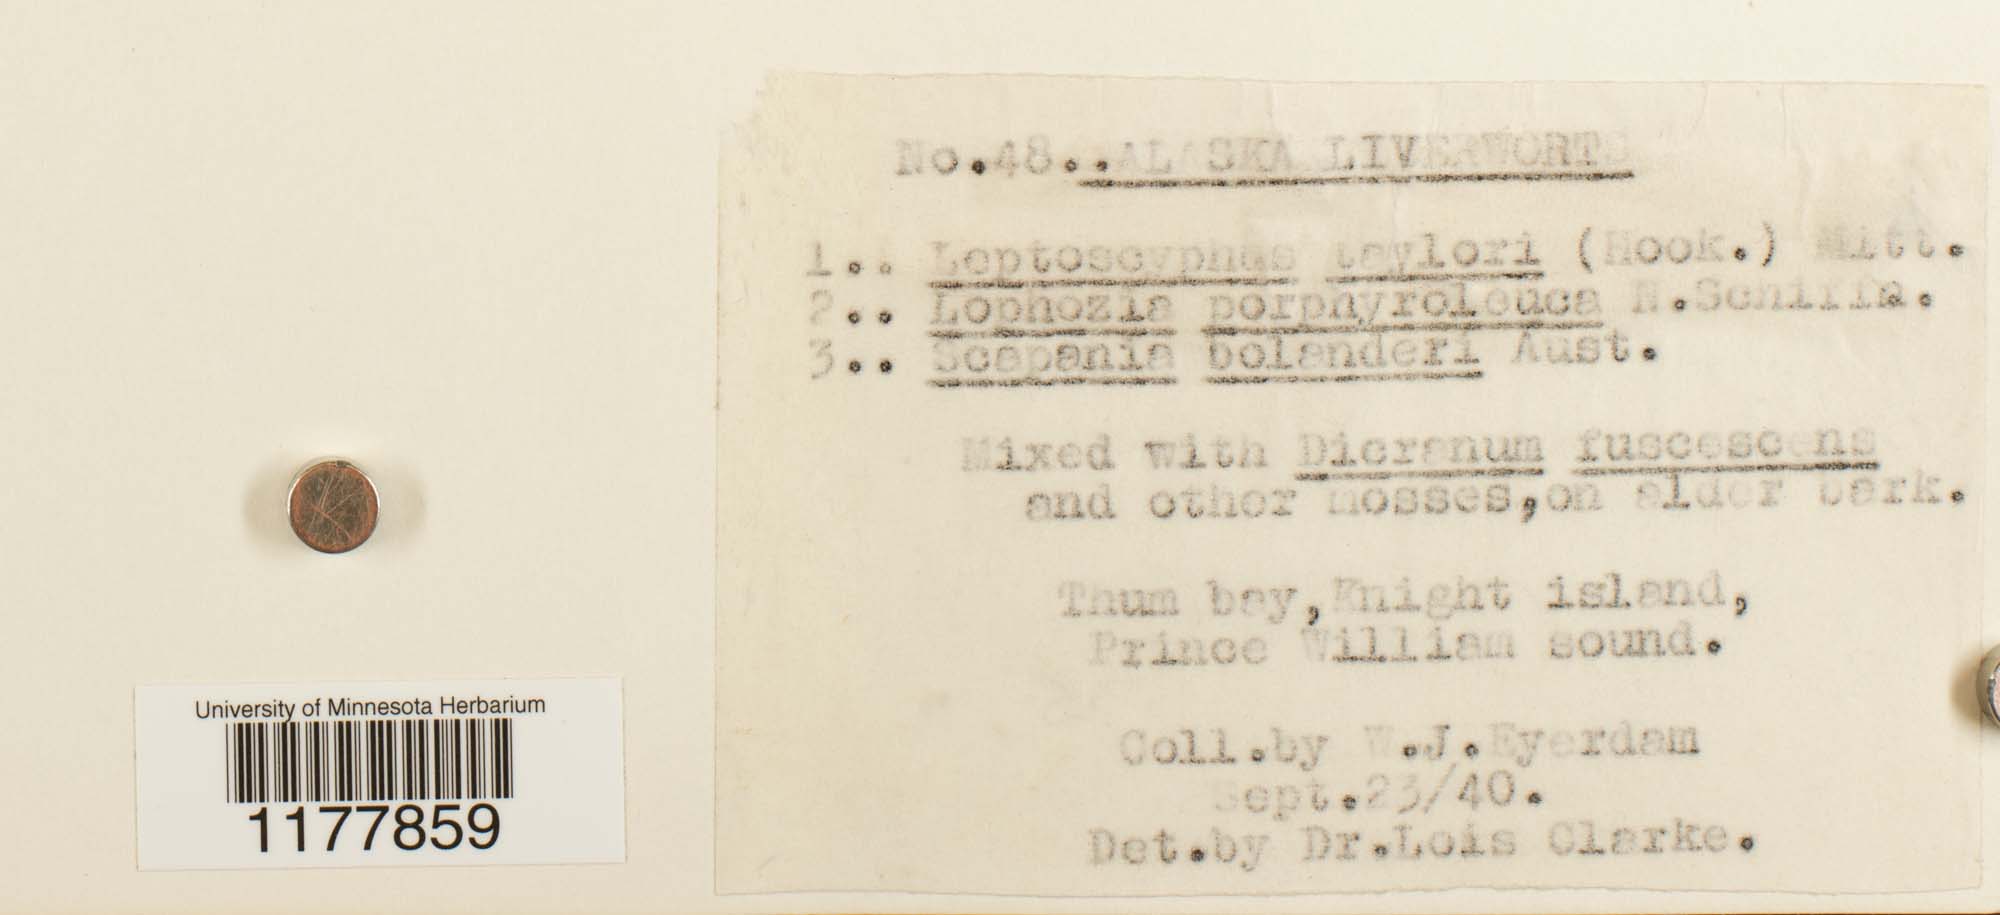 No.48..ALASKA LIVERWORTS
1.. Leptoscyphus taylori (Hook.) Mitt.
2.. Lophozia porphyroleuca N.Schiffn.
3.. Scapania bolanderi Aust.
Mixed with Dicranum fuscescens
and other mosses,on alder bark.
Thum bay,Knight island,
Prince William sound.
Coll.by W.J.Eyerdam
Sept.23/40.
Det.by Dr.Lois Clarke.
University of Minnesota Herbarium
1177859